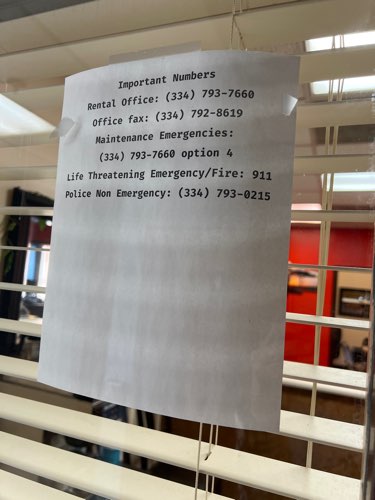 Important Numbers
Rental Office: (334) 793-7660
Office fax: (334) 792-8619
Maintenance Emergencies:
(334) 793-7660 option 4
Life Threatening Emergency/Fire: 911
Police Non Emergency: (334) 793-0215